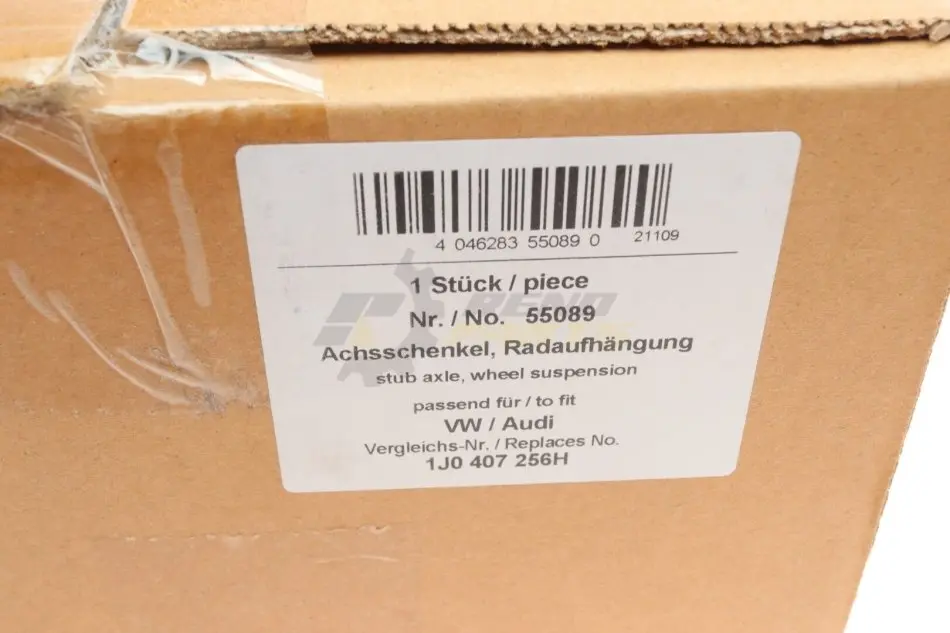 4 046283 55089 0 21109
1 Stück / piece
Nr. / No. 55089
Achsschenkel, Radaufhängung
stub axle, wheel suspension
passend für / to fit
VW / Audi
Vergleichs-Nr. / Replaces No.
1J0 407 256H
RENO